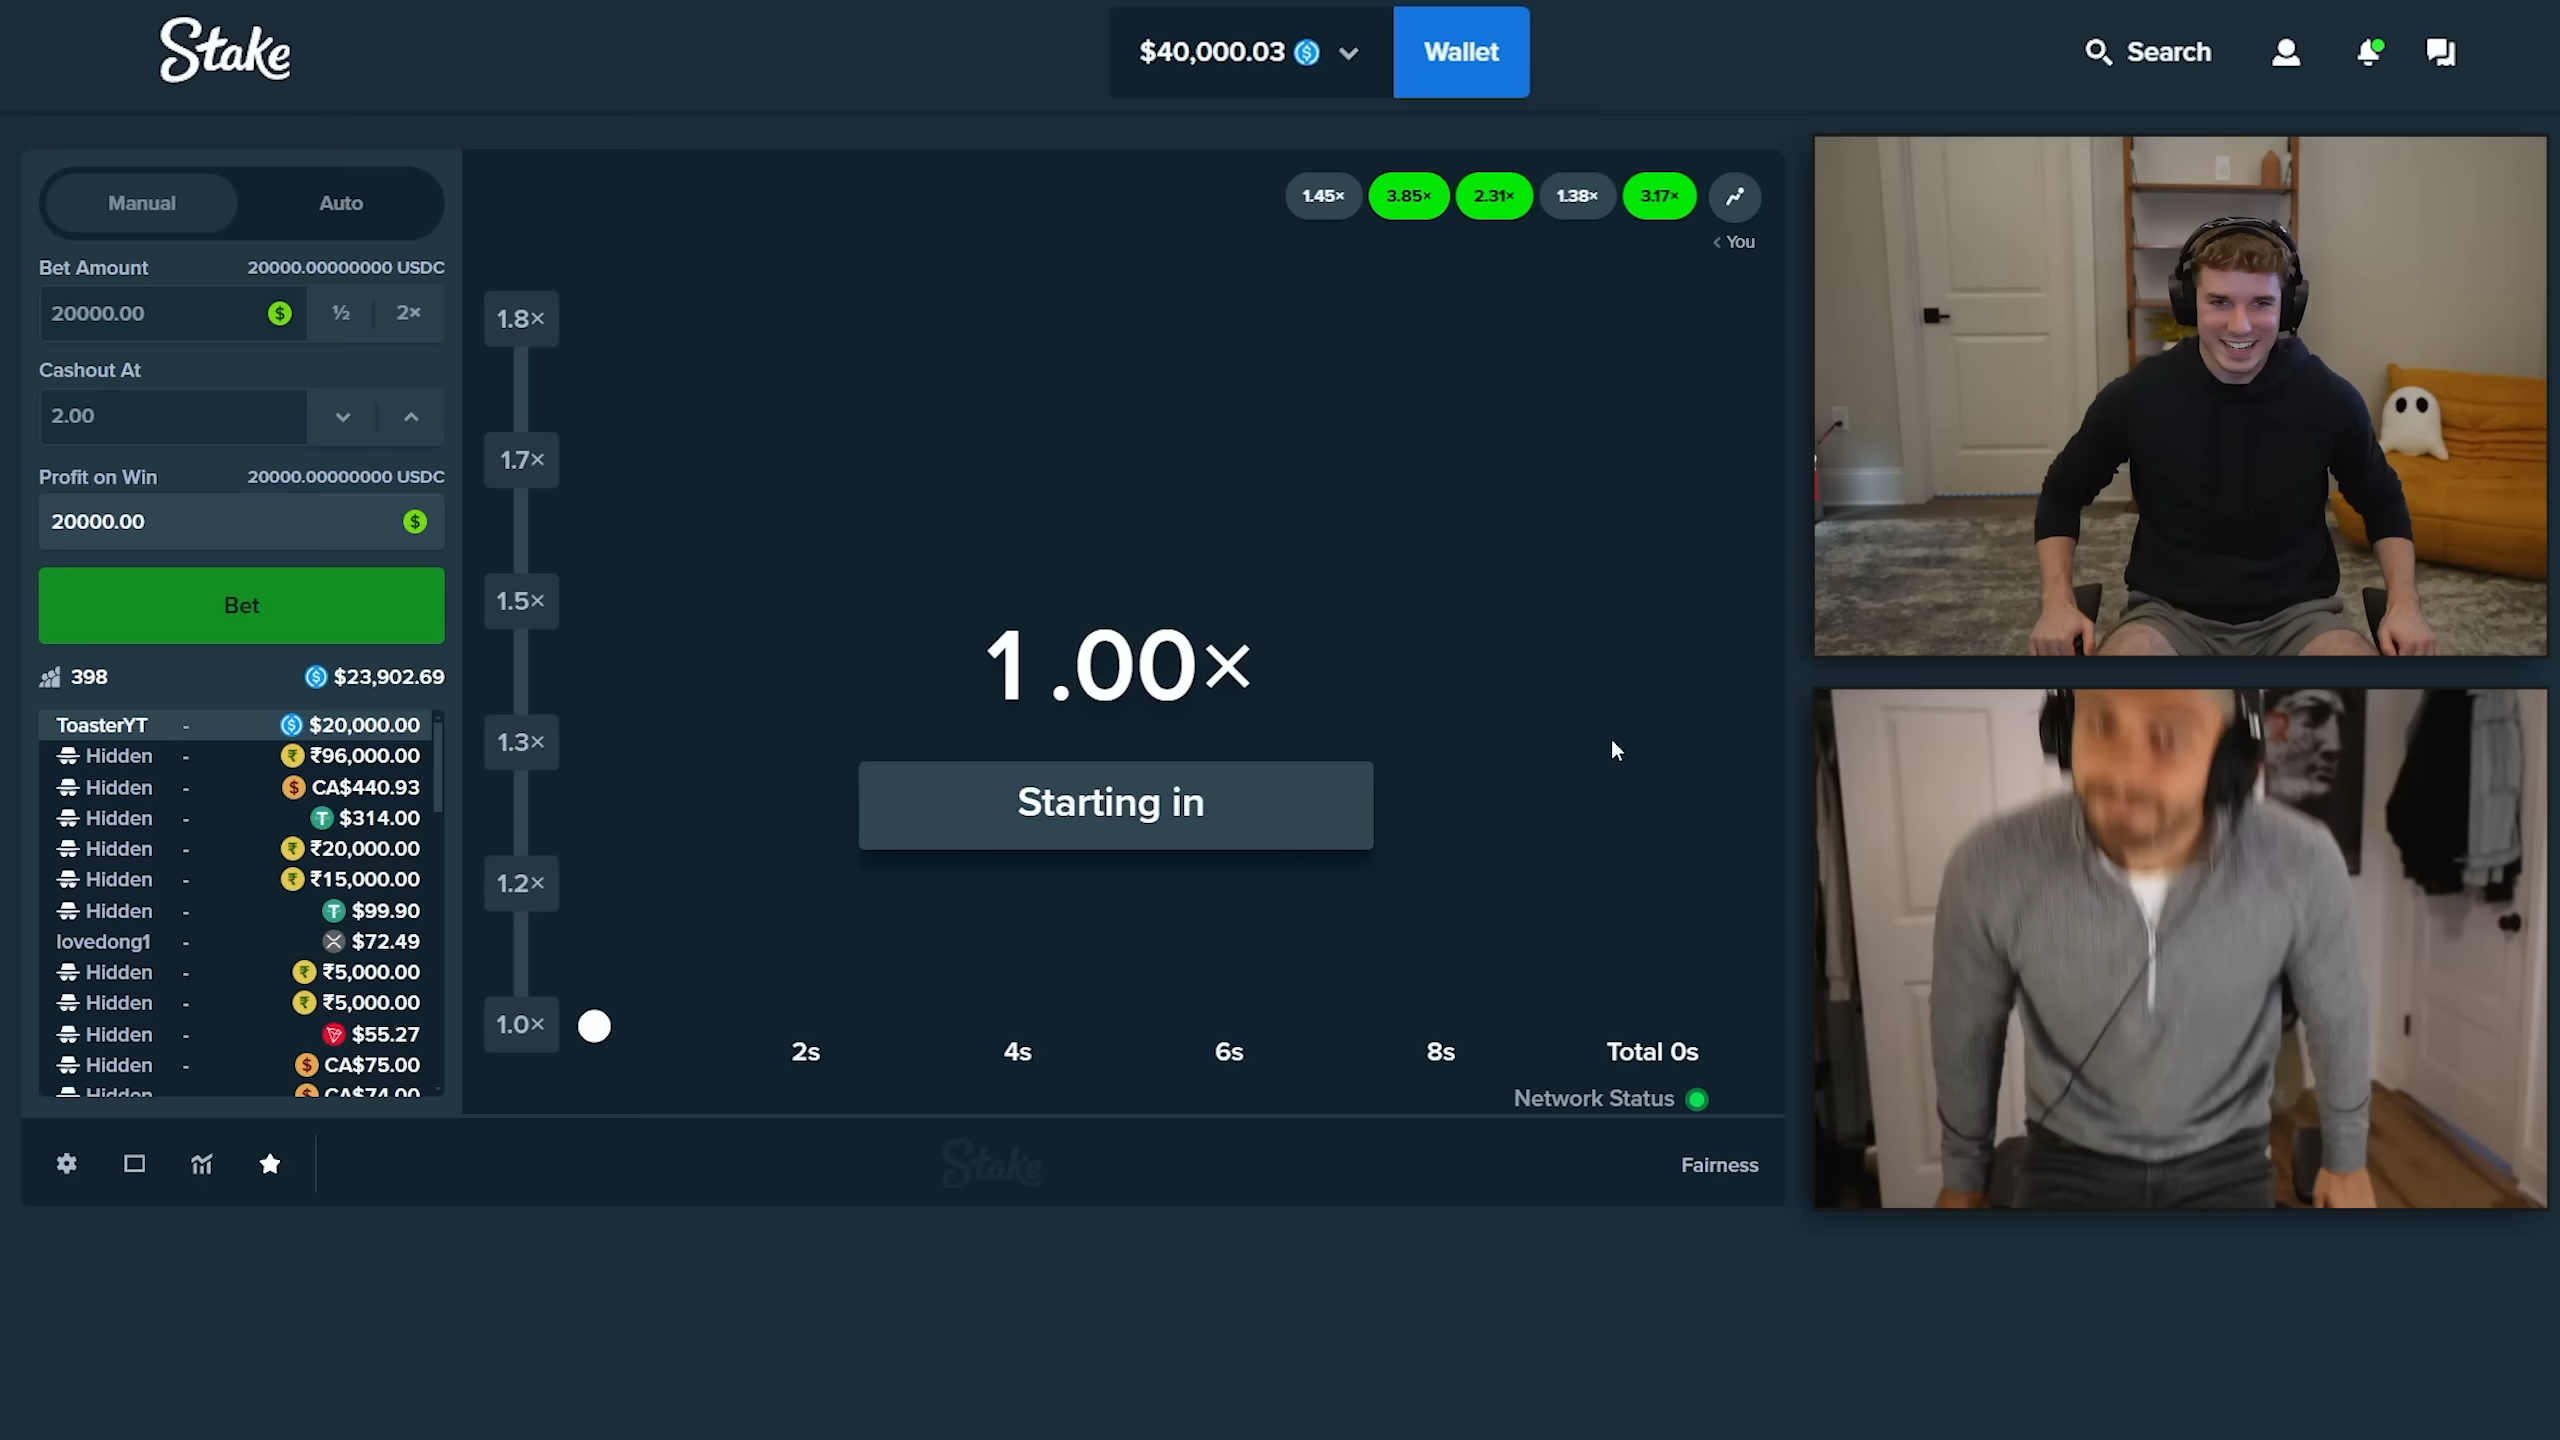 Stake
$40,000.03
Wallet
Search
Manual
Auto
1.45×
3.85×
2.31×
1.38×
3.17×
< You
Bet Amount
20000.00000000 USDC
20000.00
½
2×
Cashout At
2.00
Profit on Win
20000.00000000 USDC
20000.00
Bet
398
$23,902.69
ToasterYT - $20,000.00
Hidden - ₹96,000.00
Hidden - CA$440.93
Hidden - $314.00
Hidden - ₹20,000.00
Hidden - ₹15,000.00
Hidden - $99.90
lovedong1 - $72.49
Hidden - ₹5,000.00
Hidden - ₹5,000.00
Hidden - $55.27
Hidden - CA$75.00
Hidden CA$74.00
1.8×
1.7×
1.5×
1.3×
1.2×
1.0×
1.00×
Starting in
2s
4s
6s
8s
Total 0s
Network Status
Stake
Fairness